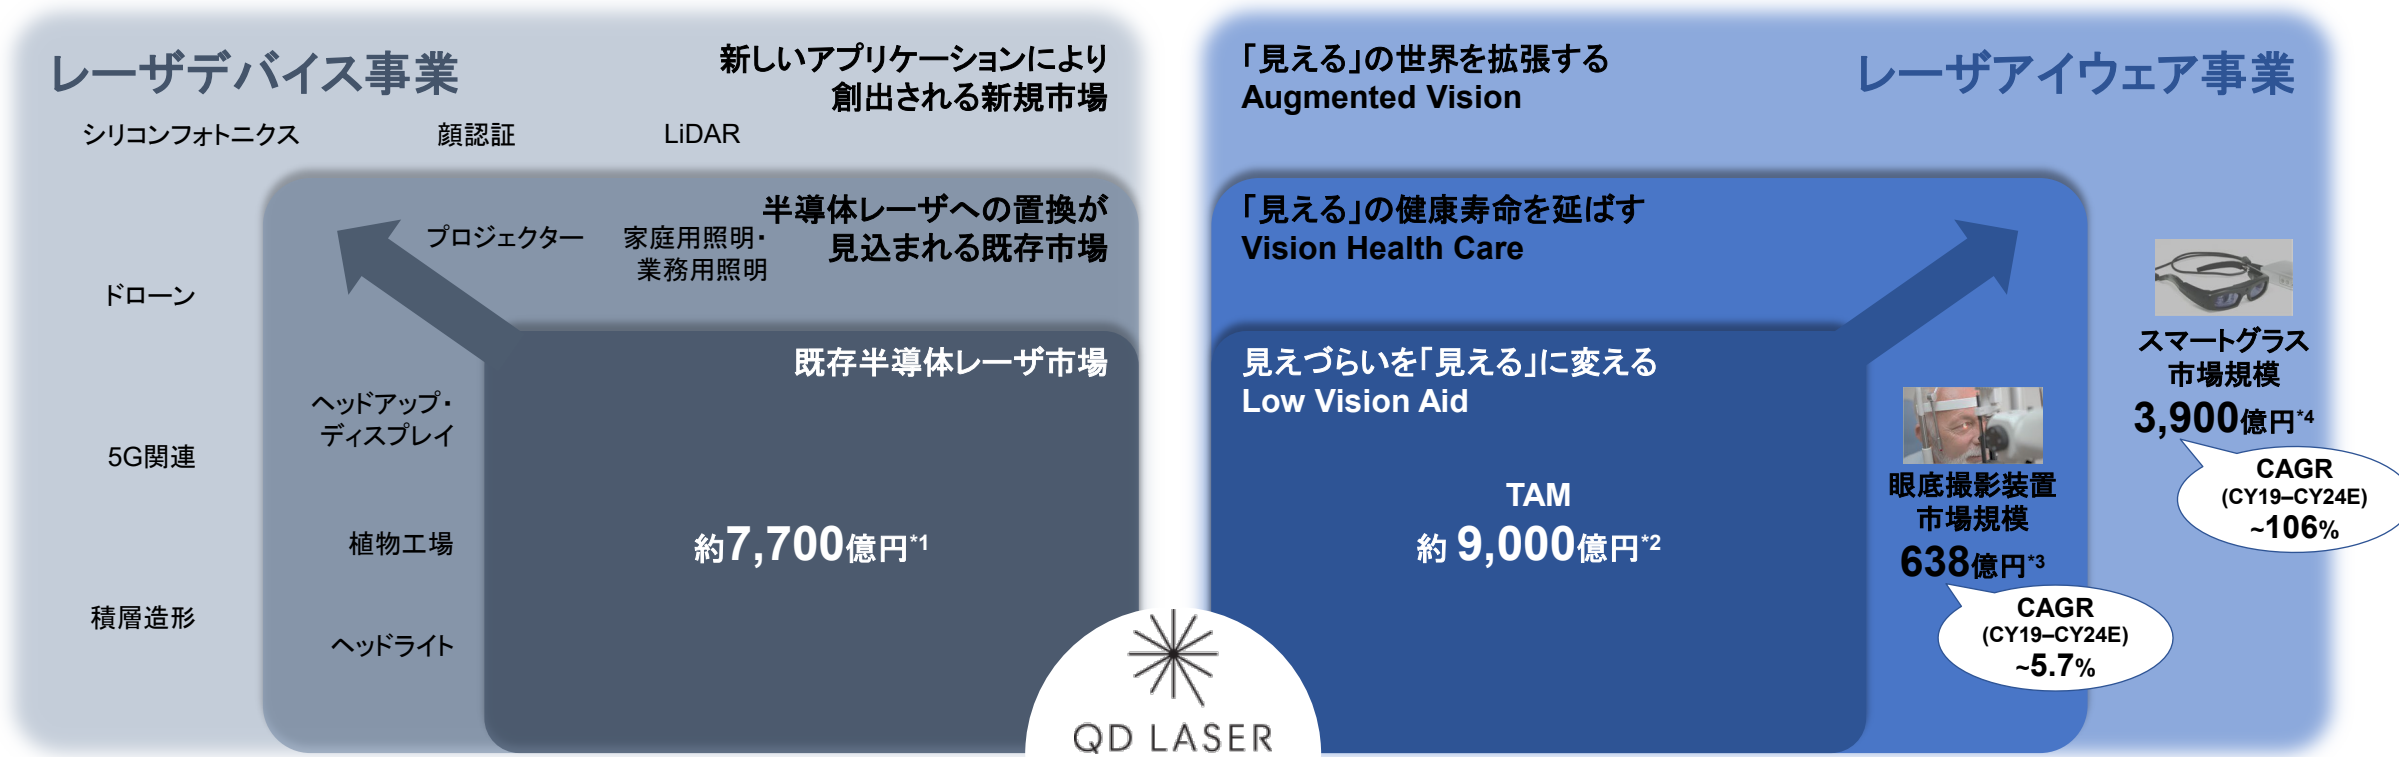 レーザデバイス事業
新しいアプリケーションにより
創出される新規市場
シリコンフォトニクス
顔認証
LiDAR
半導体レーザへの置換が
見込まれる既存市場
プロジェクター
家庭用照明・
業務用照明
ドローン
既存半導体レーザ市場
ヘッドアップ・
ディスプレイ
5G関連
植物工場
約7,700億円*1
積層造形
ヘッドライト
「見える」の世界を拡張する
Augmented Vision
レーザアイウェア事業
「見える」の健康寿命を延ばす
Vision Health Care
見えづらいを「見える」に変える
Low Vision Aid
TAM
約 9,000億円*2
眼底撮影装置
市場規模
638億円*3
CAGR
(CY19–CY24E)
~5.7%
スマートグラス
市場規模
3,900億円*4
CAGR
(CY19–CY24E)
~106%
QD LASER